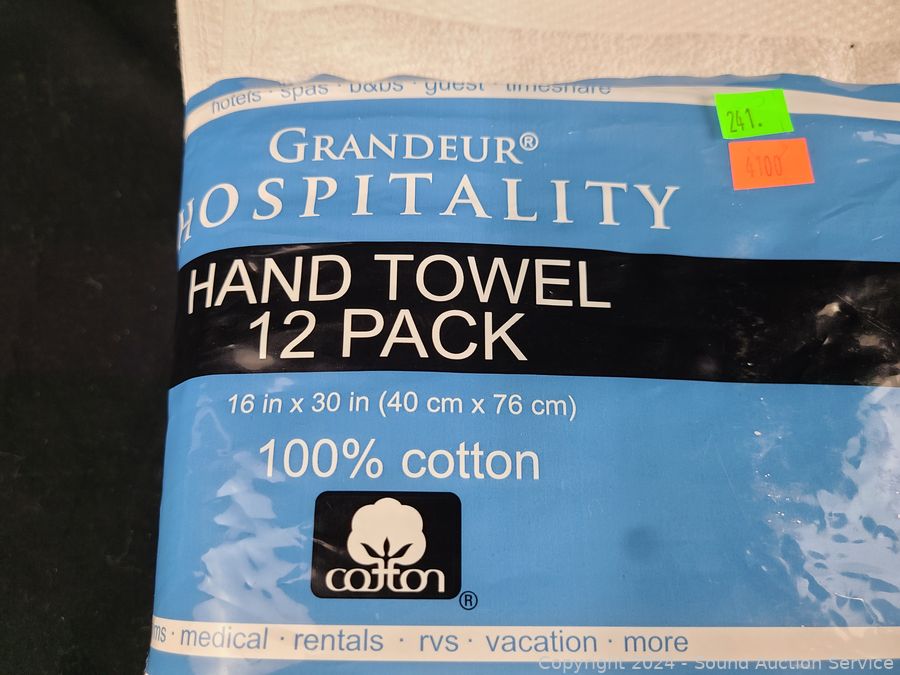 hotels · spas · b&bs · guest · timeshare
241.
GRANDEUR®
4100
HOSPITALITY
HAND TOWEL
12 PACK
16 in x 30 in (40 cm x 76 cm)
100% cotton
cotton
®
ms · medical · rentals · rvs · vacation · more
Copyright 2024 - Sound Auction Service